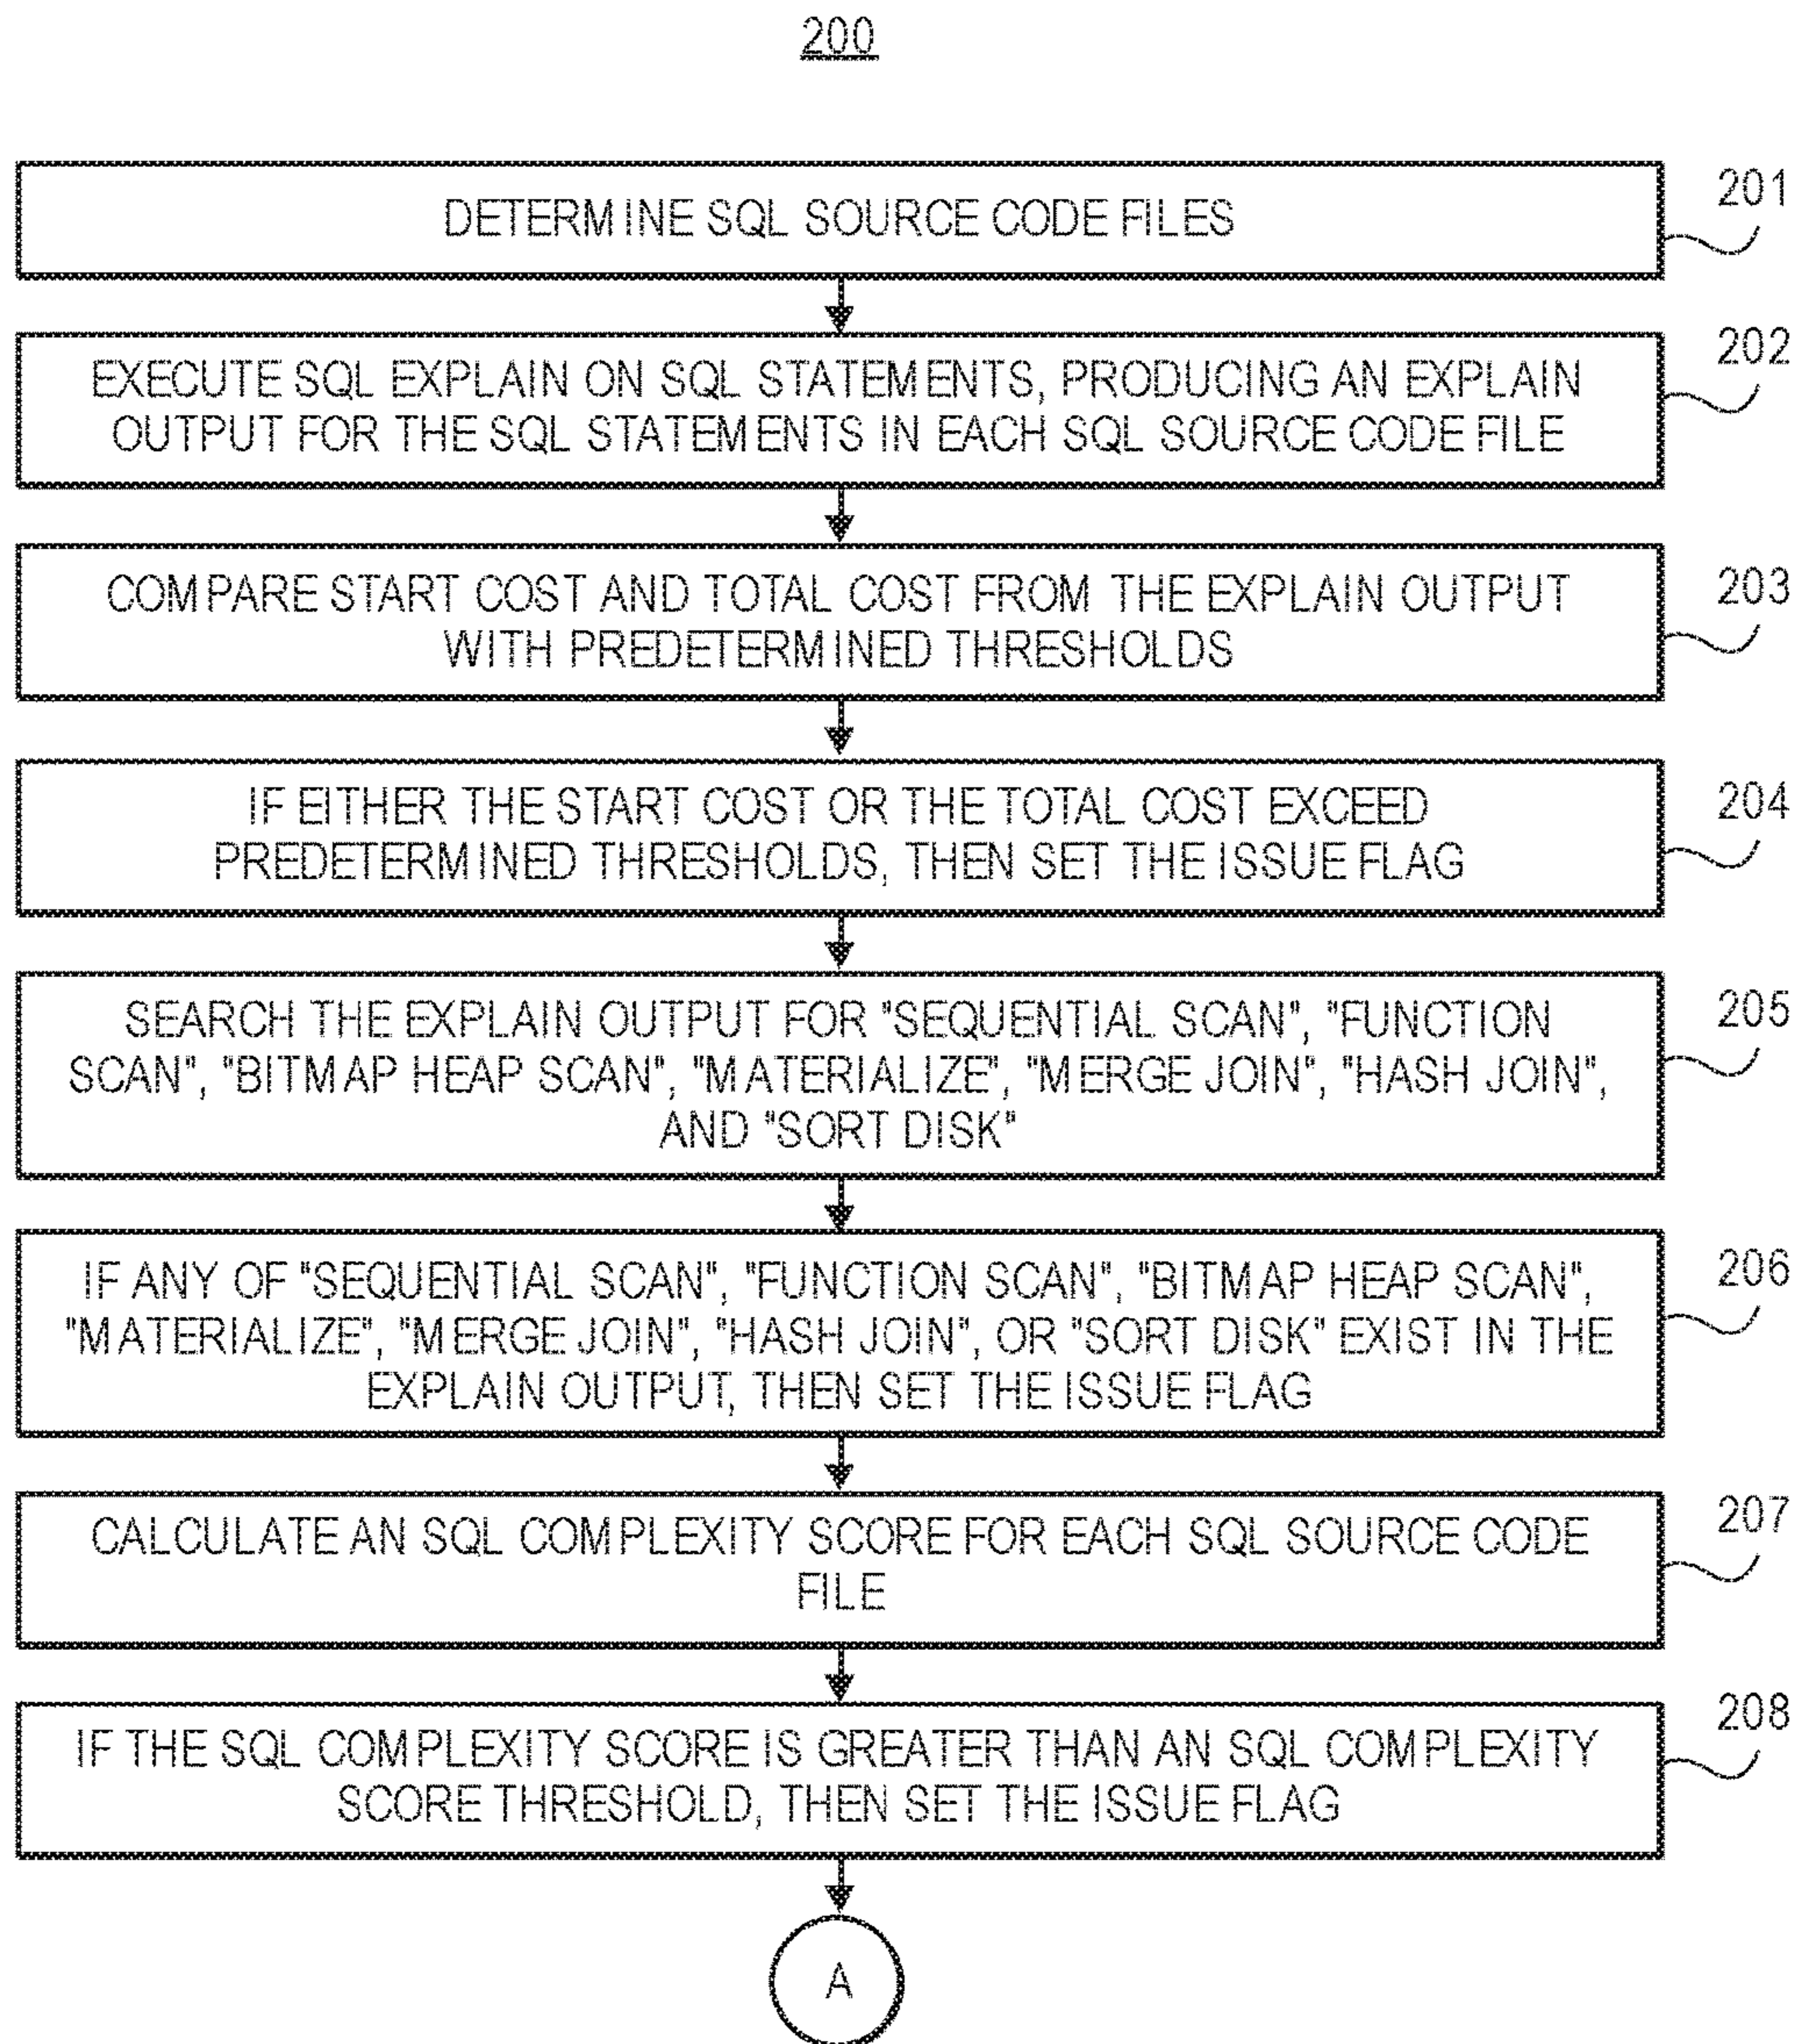 200
DETERMINE SQL SOURCE CODE FILES
201
EXECUTE SQL EXPLAIN ON SQL STATEMENTS, PRODUCING AN EXPLAIN
OUTPUT FOR THE SQL STATEMENTS IN EACH SQL SOURCE CODE FILE
202
COMPARE START COST AND TOTAL COST FROM THE EXPLAIN OUTPUT
WITH PREDETERMINED THRESHOLDS
203
IF EITHER THE START COST OR THE TOTAL COST EXCEED
PREDETERMINED THRESHOLDS, THEN SET THE ISSUE FLAG
204
SEARCH THE EXPLAIN OUTPUT FOR "SEQUENTIAL SCAN", "FUNCTION
SCAN", "BITMAP HEAP SCAN", "MATERIALIZE", "MERGE JOIN", "HASH JOIN",
AND "SORT DISK"
205
IF ANY OF "SEQUENTIAL SCAN", "FUNCTION SCAN", "BITMAP HEAP SCAN",
"MATERIALIZE", "MERGE JOIN", "HASH JOIN", OR "SORT DISK" EXIST IN THE
EXPLAIN OUTPUT, THEN SET THE ISSUE FLAG
206
CALCULATE AN SQL COMPLEXITY SCORE FOR EACH SQL SOURCE CODE
FILE
207
IF THE SQL COMPLEXITY SCORE IS GREATER THAN AN SQL COMPLEXITY
SCORE THRESHOLD, THEN SET THE ISSUE FLAG
208
A